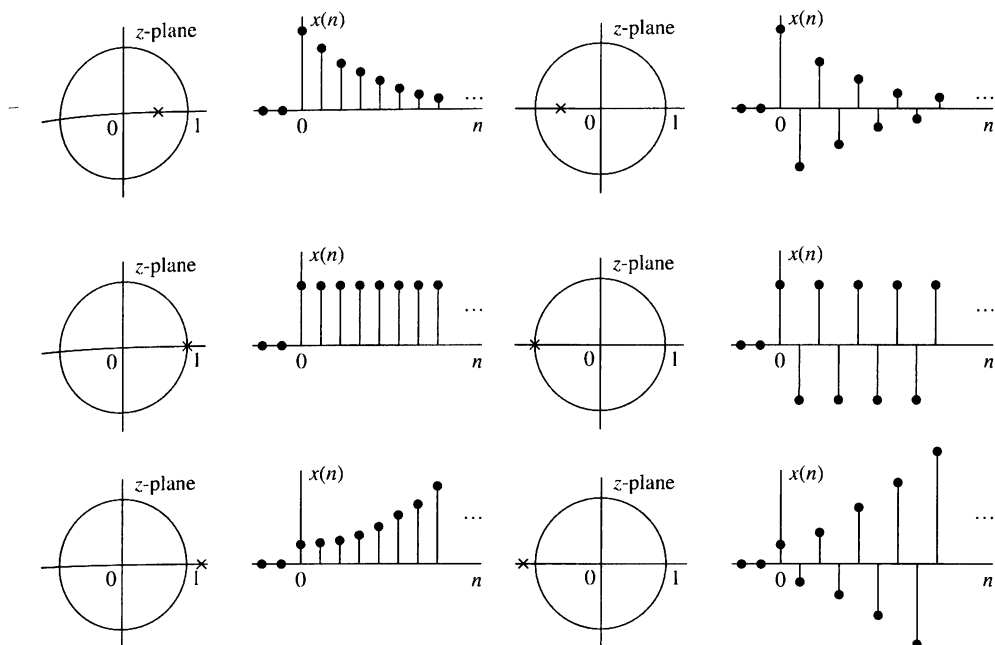 z-plane x(n) z-plane x(n)
... ...
0 1 0 n 0 1 0 n
z-plane x(n) z-plane x(n)
... ...
0 1 0 n 0 1 0 n
z-plane x(n) z-plane x(n)
... ...
0 1 0 n 0 1 0 n